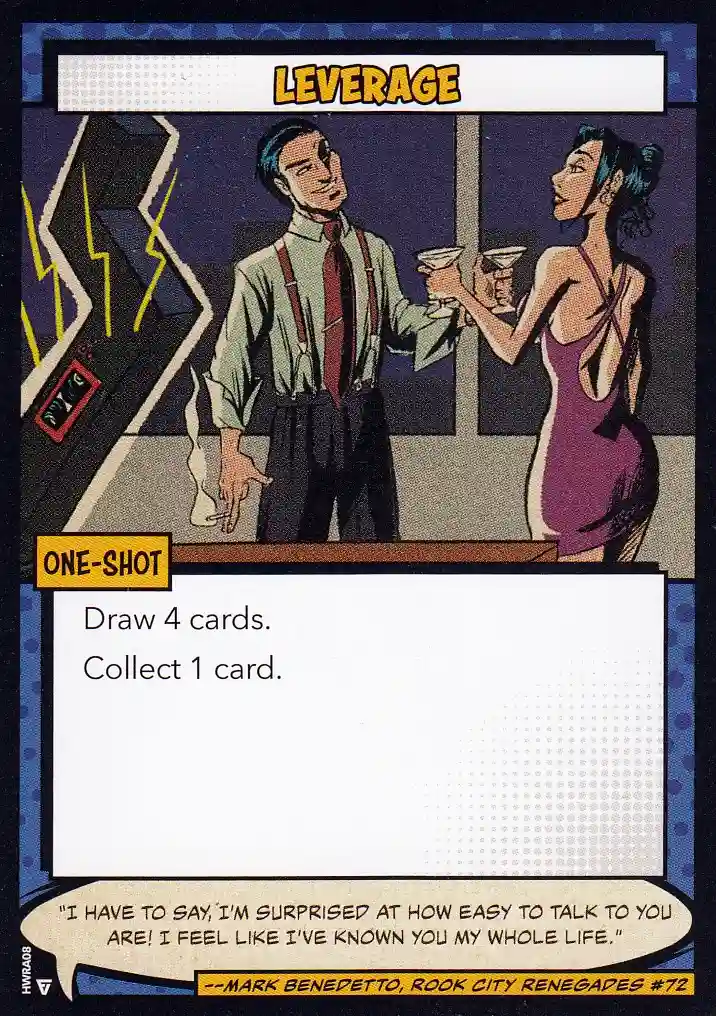 LEVERAGE
ONE-SHOT
Draw 4 cards.
Collect 1 card.
"I HAVE TO SAY, I'M SURPRISED AT HOW EASY TO TALK TO YOU
ARE! I FEEL LIKE I'VE KNOWN YOU MY WHOLE LIFE."
--MARK BENEDETTO, ROOK CITY RENEGADES #72
HWRA08